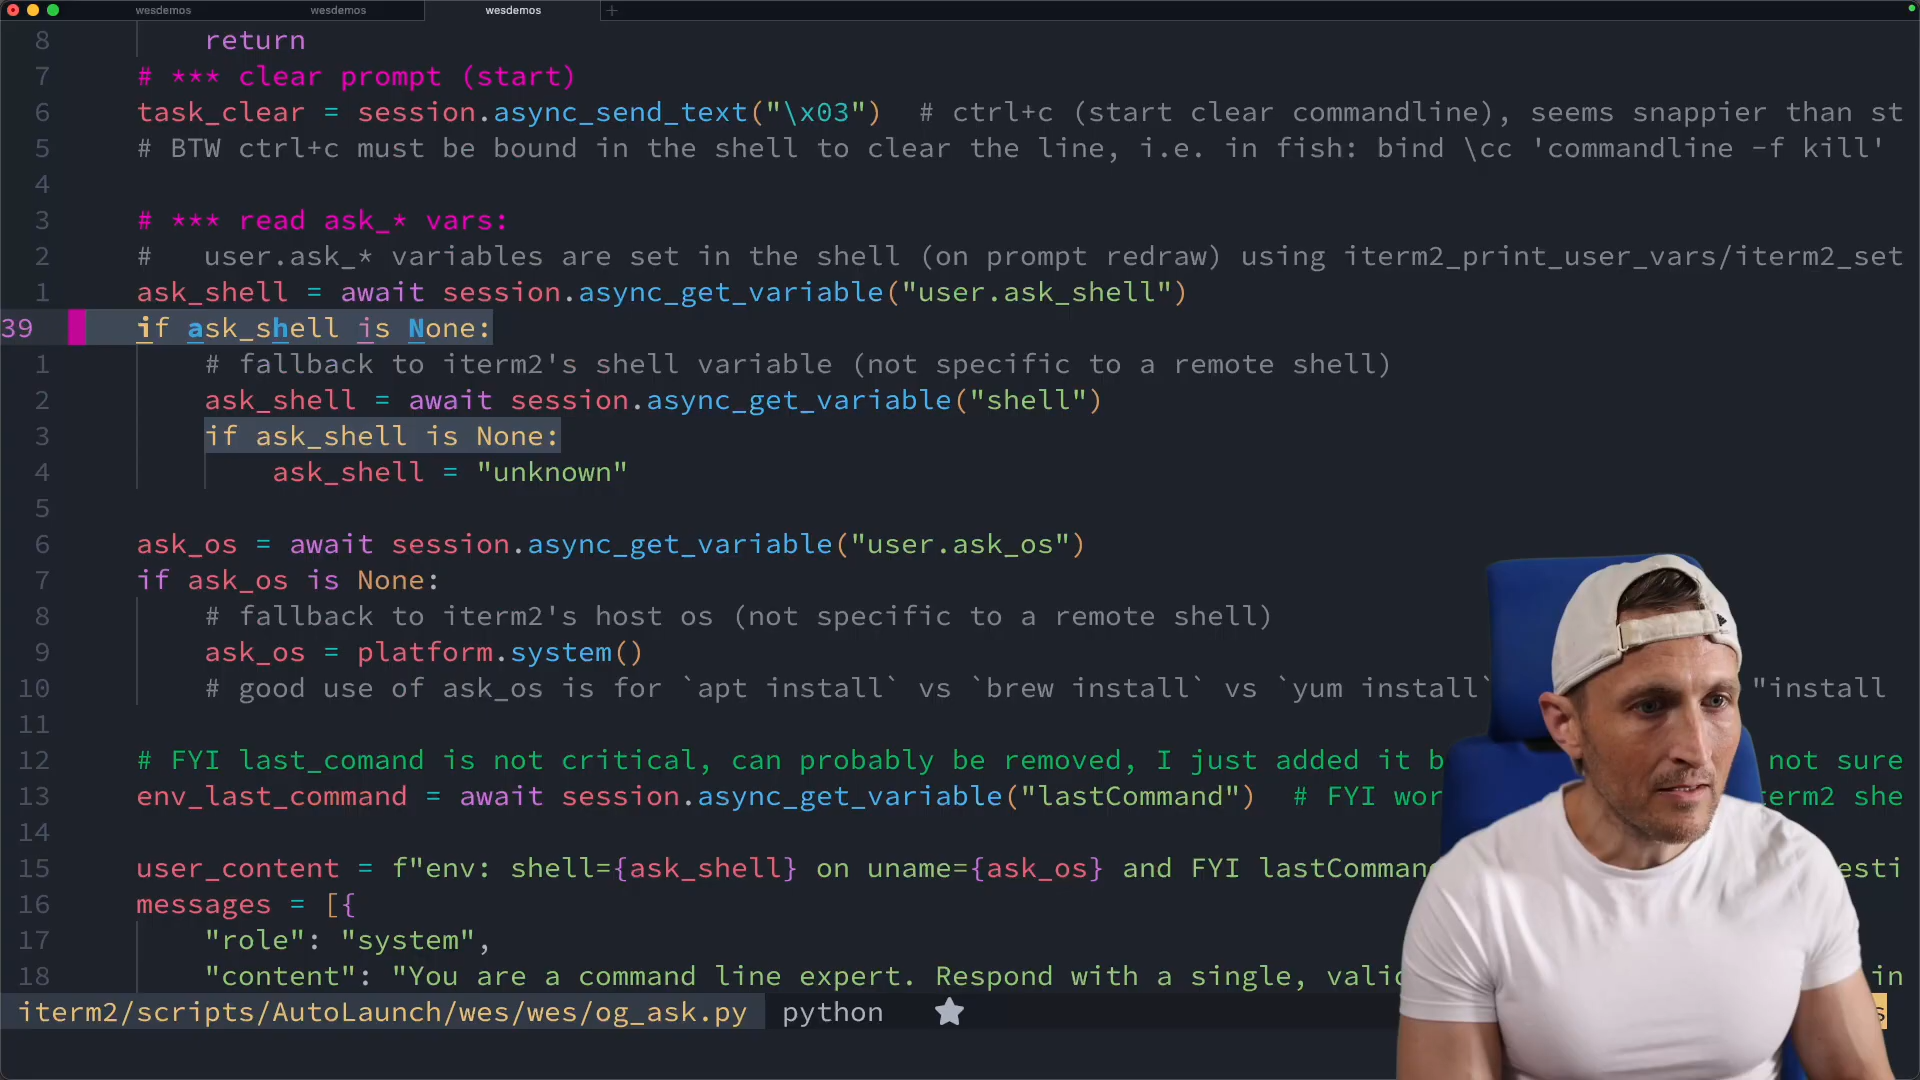 wesdemos wesdemos wesdemos
8 return
7 # *** clear prompt (start)
6 task_clear = session.async_send_text("\x03") # ctrl+c (start clear commandline), seems snappier than st
5 # BTW ctrl+c must be bound in the shell to clear the line, i.e. in fish: bind \cc 'commandline -f kill'
4
3 # *** read ask_* vars:
2 # user.ask_* variables are set in the shell (on prompt redraw) using iterm2_print_user_vars/iterm2_set
1 ask_shell = await session.async_get_variable("user.ask_shell")
39 if ask_shell is None:
1 # fallback to iterm2's shell variable (not specific to a remote shell)
2 ask_shell = await session.async_get_variable("shell")
3 if ask_shell is None:
4 ask_shell = "unknown"
5
6 ask_os = await session.async_get_variable("user.ask_os")
7 if ask_os is None:
8 # fallback to iterm2's host os (not specific to a remote shell)
9 ask_os = platform.system()
10 # good use of ask_os is for `apt install` vs `brew install` vs `yum install` "install
11
12 # FYI last_comand is not critical, can probably be removed, I just added it b not sure
13 env_last_command = await session.async_get_variable("lastCommand") # FYI wor term2 she
14
15 user_content = f"env: shell={ask_shell} on uname={ask_os} and FYI lastCommand esti
16 messages = [{
17 "role": "system",
18 "content": "You are a command line expert. Respond with a single, valid in
iterm2/scripts/AutoLaunch/wes/wes/og_ask.py python s